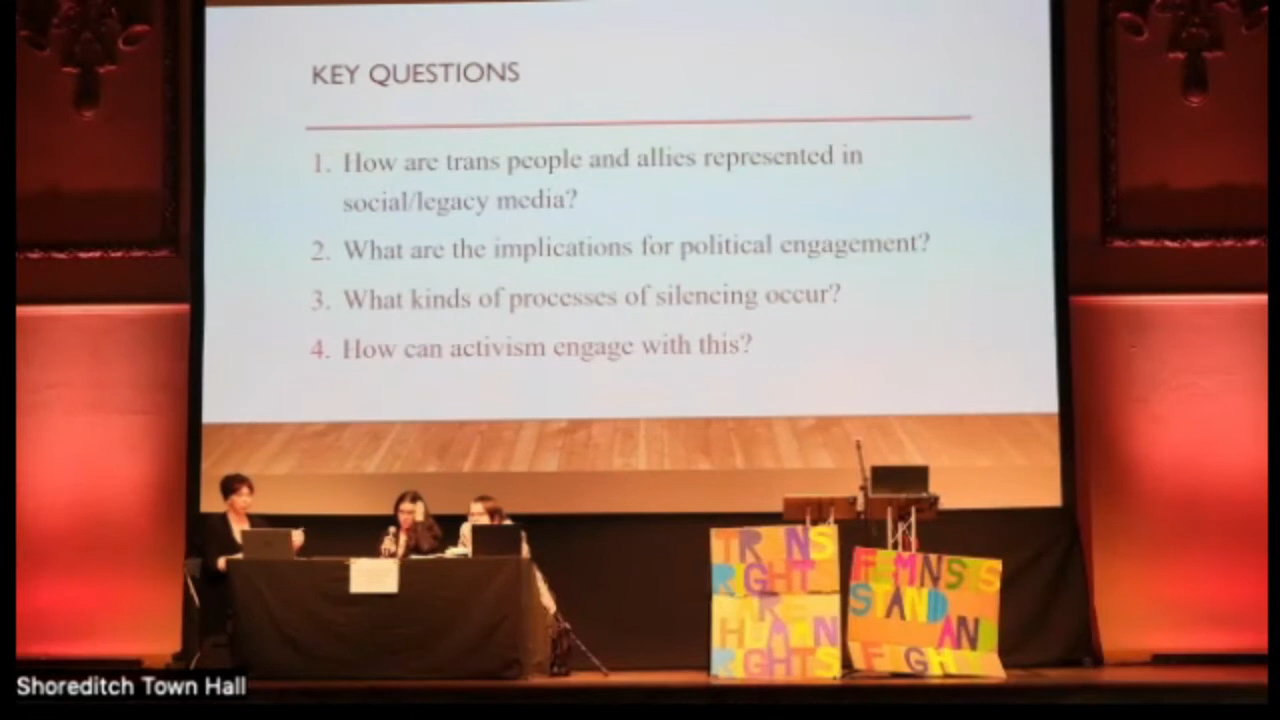 KEY QUESTIONS
1. How are trans people and allies represented in
social/legacy media?
2. What are the implications for political engagement?
3. What kinds of processes of silencing occur?
4. How can activism engage with this?
TRANS
RIGHTS
ARE
HUMAN
RIGHTS
FEMINISTS
STAND
AN
FIGHT
Shoreditch Town Hall